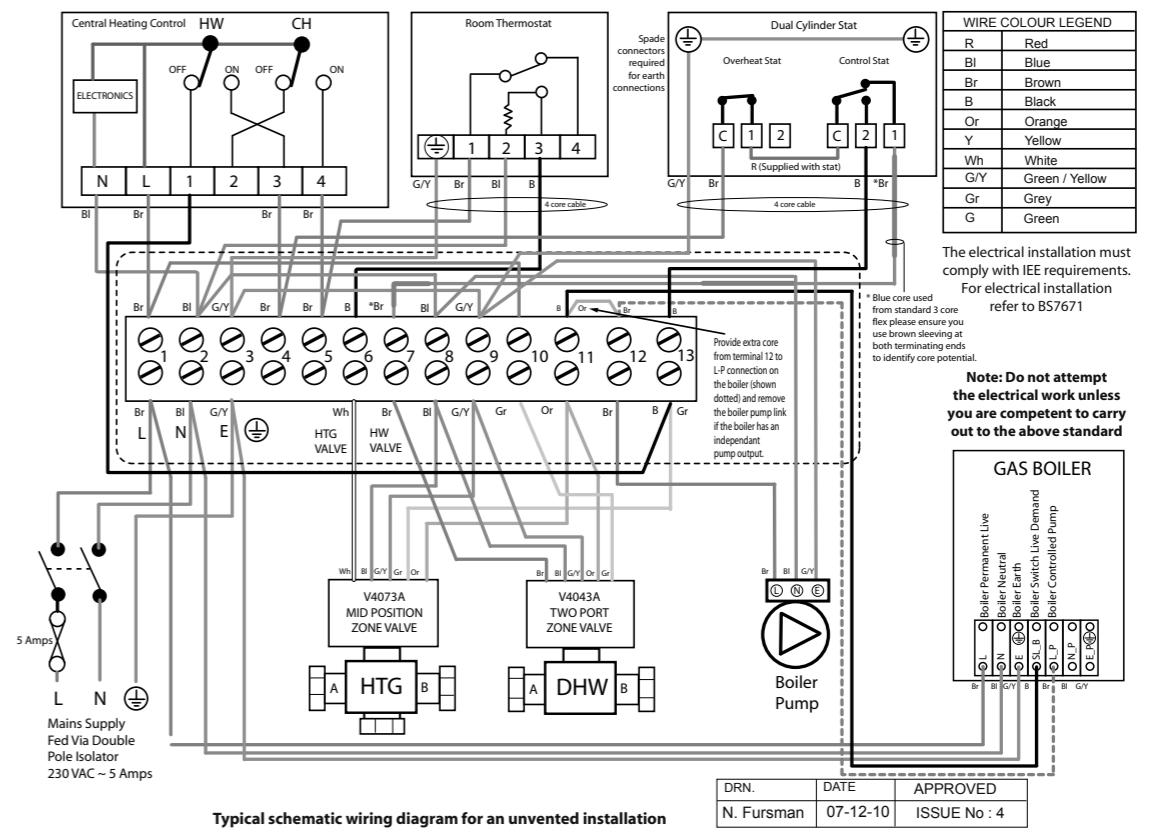 Central Heating Control
HW
CH
OFF
ON
OFF
ON
ELECTRONICS
N L 1 2 3 4
Bl
Br
Br
Br
Room Thermostat
1 2 3 4
G/Y
Br
Bl
B
4 core cable
Spade
connectors
required
for earth
connections
Dual Cylinder Stat
Overheat Stat
Control Stat
C 1 2
C 2 1
R (Supplied with stat)
G/Y
Br
B
*Br
4 core cable
WIRE COLOUR LEGEND
R Red
Bl Blue
Br Brown
B Black
Or Orange
Y Yellow
Wh White
G/Y Green / Yellow
Gr Grey
G Green
The electrical installation must
comply with IEE requirements.
For electrical installation
refer to BS7671
* Blue core used
from standard 3 core
flex please ensure you
use brown sleeving at
both terminating ends
to identify core potential.
Note: Do not attempt
the electrical work unless
you are competent to carry
out to the above standard
Br Bl G/Y Br Br B *Br Bl G/Y B Or Br B
1 2 3 4 5 6 7 8 9 10 11 12 13
Provide extra core
from terminal 12 to
L-P connection on
the boiler (shown
dotted) and remove
the boiler pump link
if the boiler has an
independant
pump output.
Br Bl G/Y Wh Br Bl G/Y Gr Or Br B Gr
L N E
HTG
VALVE
HW
VALVE
5 Amps
L N
Mains Supply
Fed Via Double
Pole Isolator
230 VAC ~ 5 Amps
Wh Bl G/Y Gr Or
V4073A
MID POSITION
ZONE VALVE
A HTG B
Br Bl G/Y Or Gr
V4043A
TWO PORT
ZONE VALVE
A DHW B
Br Bl G/Y
L N E
Boiler
Pump
GAS BOILER
Boiler Permanent Live
Boiler Neutral
Boiler Earth
Boiler Switch Live Demand
Boiler Controlled Pump
L
N
E
SL_B
L_P
N_P
E_P
Br Bl G/Y B Br Bl G/Y
DRN. DATE APPROVED
N. Fursman 07-12-10 ISSUE No : 4
Typical schematic wiring diagram for an unvented installation